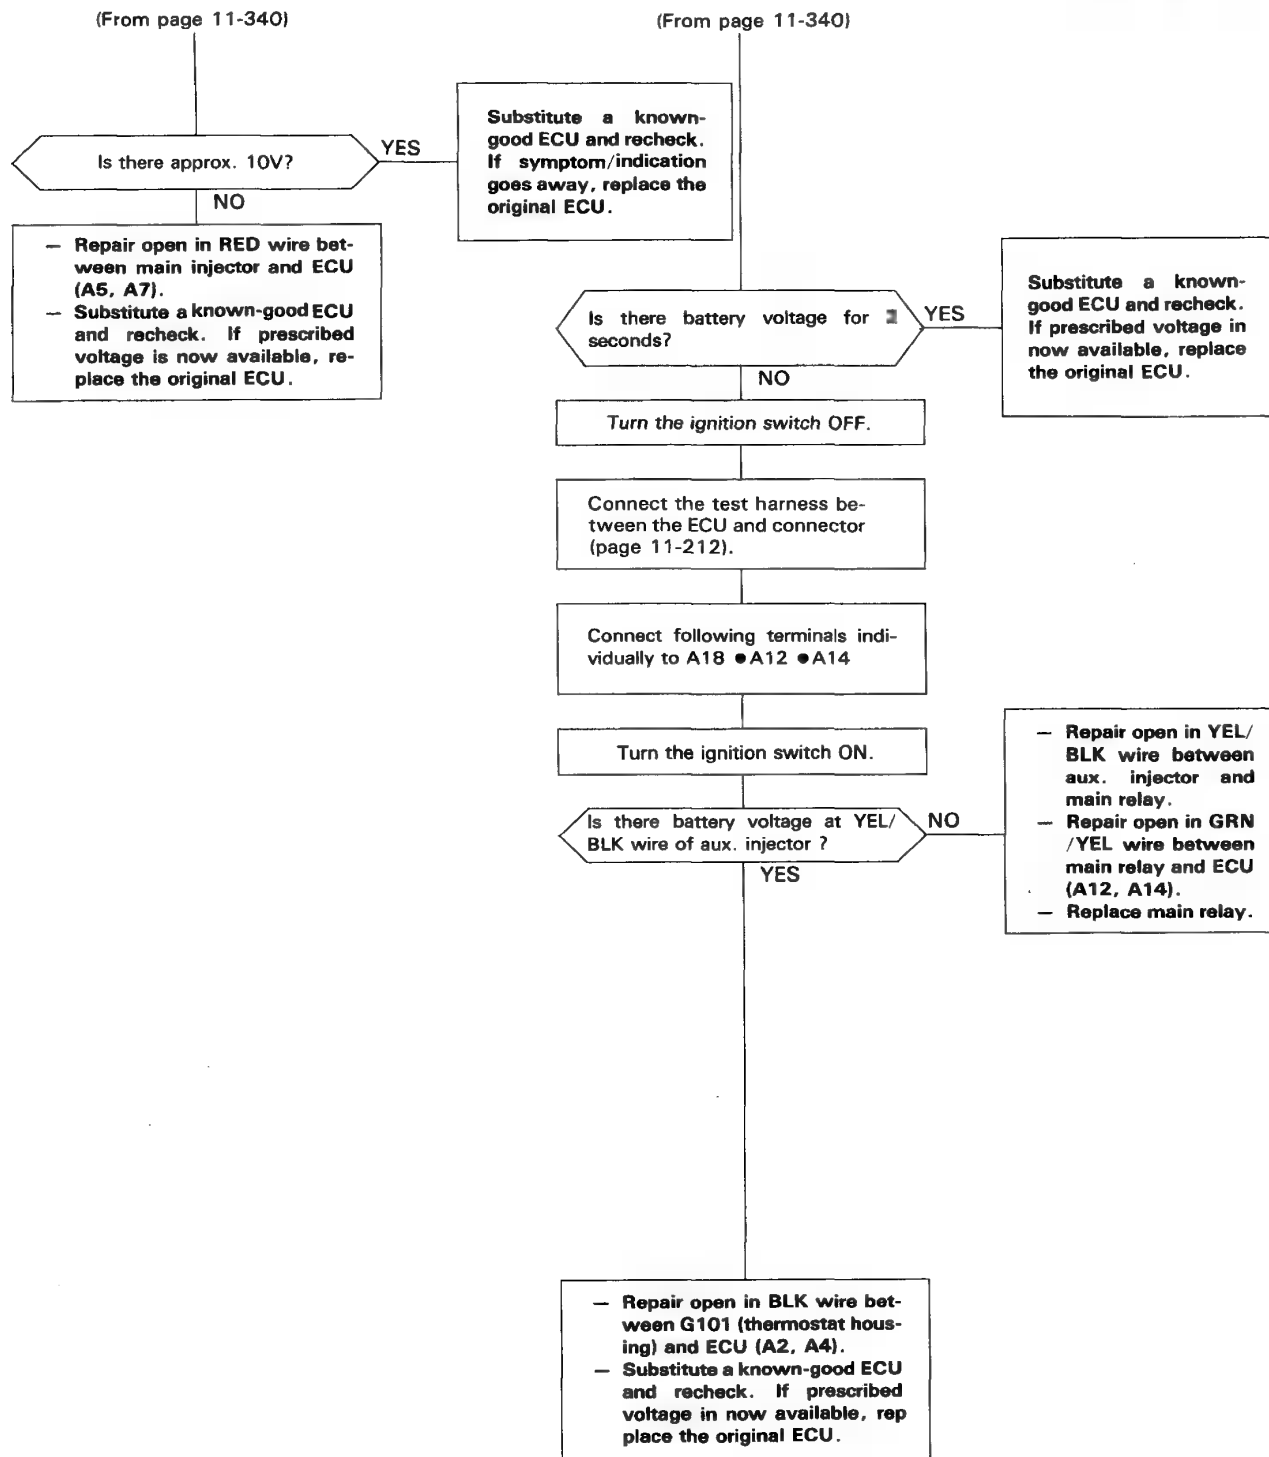 (From page 11-340)
(From page 11-340)
Is there approx. 10V?
YES
NO
Substitute a known-
good ECU and recheck.
If symptom/indication
goes away, replace the
original ECU.
— Repair open in RED wire bet-
ween main injector and ECU
(A5, A7).
— Substitute a known-good ECU
and recheck. If prescribed
voltage is now available, re-
place the original ECU.
Is there battery voltage for
seconds?
YES
NO
Substitute a known-
good ECU and recheck.
If prescribed voltage in
now available, replace
the original ECU.
Turn the ignition switch OFF.
Connect the test harness be-
tween the ECU and connector
(page 11-212).
Connect following terminals indi-
vidually to A18 ●A12 ●A14
Turn the ignition switch ON.
Is there battery voltage at YEL/
BLK wire of aux. injector ?
NO
YES
— Repair open in YEL/
BLK wire between
aux. injector and
main relay.
— Repair open in GRN
/YEL wire between
main relay and ECU
(A12, A14).
— Replace main relay.
— Repair open in BLK wire bet-
ween G101 (thermostat hous-
ing) and ECU (A2, A4).
— Substitute a known-good ECU
and recheck. If prescribed
voltage in now available, rep
place the original ECU.